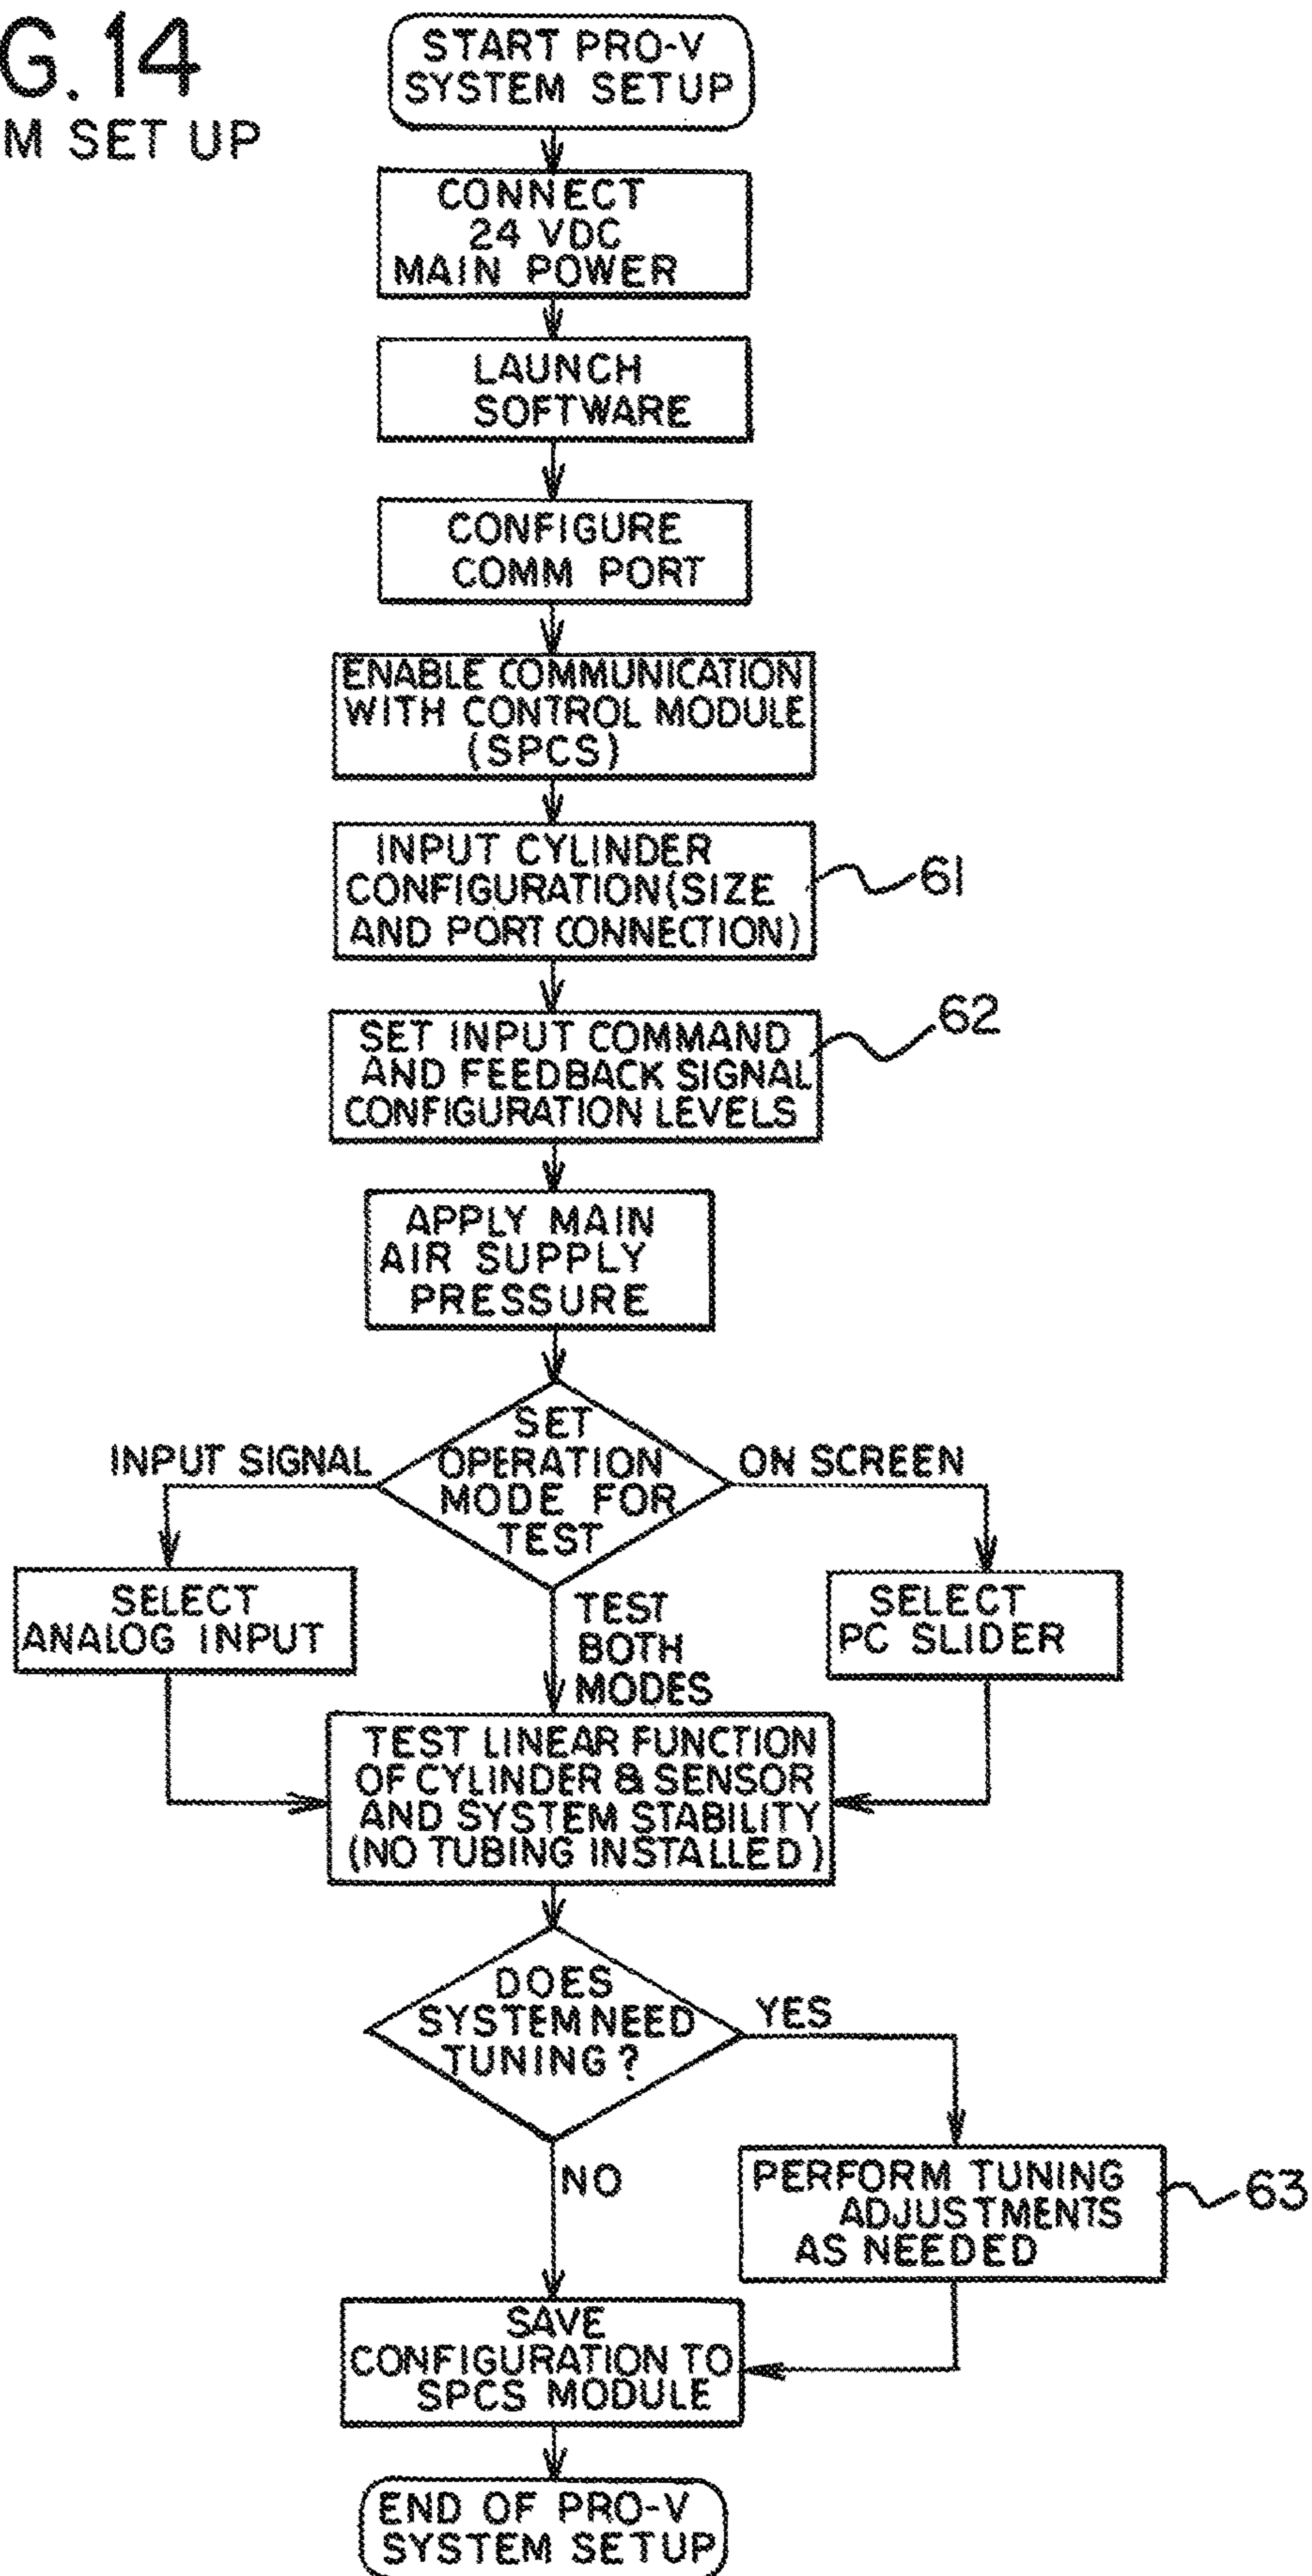 G. 14
M SET UP
START PRO-V
SYSTEM SETUP
CONNECT
24 VDC
MAIN POWER
LAUNCH
SOFTWARE
CONFIGURE
COMM PORT
ENABLE COMMUNICATION
WITH CONTROL MODULE
(SPCS)
INPUT CYLINDER
CONFIGURATION(SIZE
AND PORT CONNECTION)
61
SET INPUT COMMAND
AND FEEDBACK SIGNAL
CONFIGURATION LEVELS
62
APPLY MAIN
AIR SUPPLY
PRESSURE
SET
OPERATION
MODE FOR
TEST
INPUT SIGNAL
ON SCREEN
SELECT
ANALOG INPUT
TEST
BOTH
MODES
SELECT
PC SLIDER
TEST LINEAR FUNCTION
OF CYLINDER & SENSOR
AND SYSTEM STABILITY
(NO TUBING INSTALLED)
DOES
SYSTEM NEED
TUNING?
YES
NO
PERFORM TUNING
ADJUSTMENTS
AS NEEDED
63
SAVE
CONFIGURATION TO
SPCS MODULE
END OF PRO-V
SYSTEM SETUP